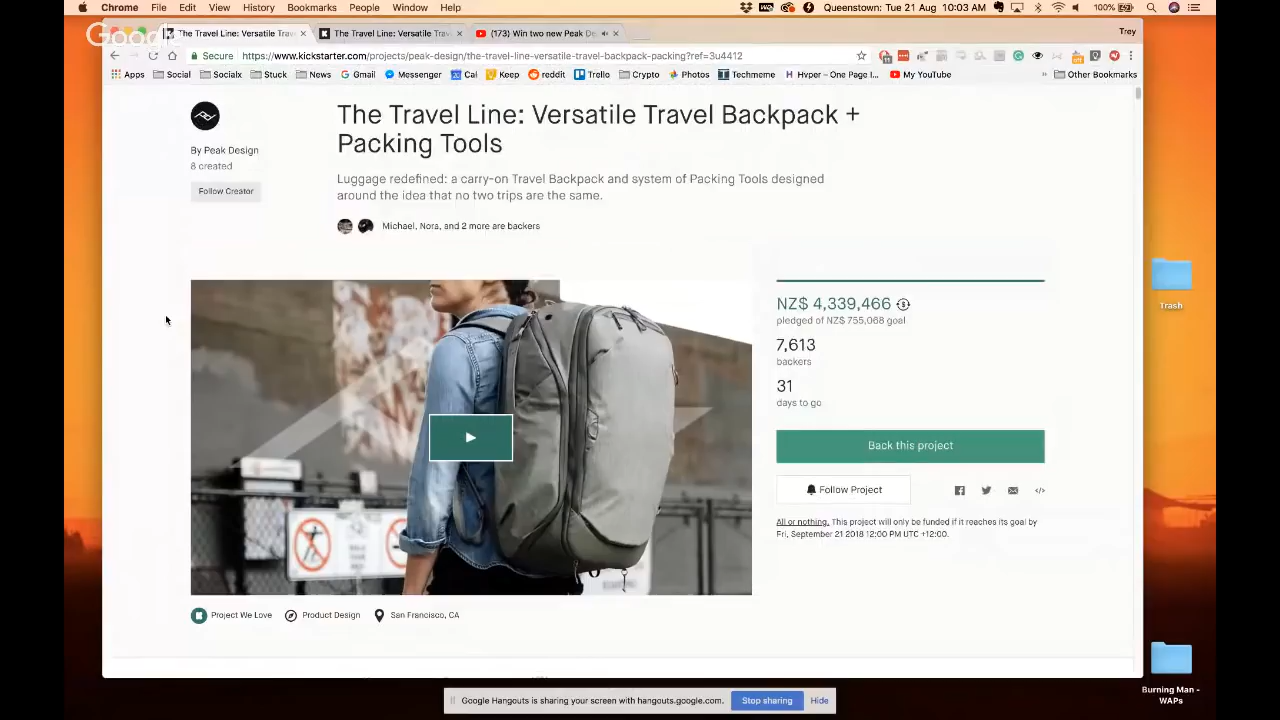 Chrome File Edit View History Bookmarks People Window Help
Queenstown: Tue 21 Aug 10:03 AM 100%
Google
The Travel Line: Versatile Trav
The Travel Line: Versatile Trav
(173) Win two new Peak De
Trey
Secure https://www.kickstarter.com/projects/peak-design/the-travel-line-versatile-travel-backpack-packing?ref=3u4412
Apps Social Socialx Stuck News Gmail Messenger Cal Keep reddit Trello Crypto Photos Techmeme Hvper – One Page I... My YouTube » Other Bookmarks
The Travel Line: Versatile Travel Backpack +
Packing Tools
By Peak Design
8 created
Follow Creator
Luggage redefined: a carry-on Travel Backpack and system of Packing Tools designed
around the idea that no two trips are the same.
Michael, Nora, and 2 more are backers
NZ$ 4,339,466
pledged of NZ$ 755,068 goal
7,613
backers
31
days to go
Back this project
Follow Project
All or nothing. This project will only be funded if it reaches its goal by
Fri, September 21 2018 12:00 PM UTC +12:00.
Project We Love Product Design San Francisco, CA
Trash
Burning Man -
WAPs
Google Hangouts is sharing your screen with hangouts.google.com. Stop sharing Hide